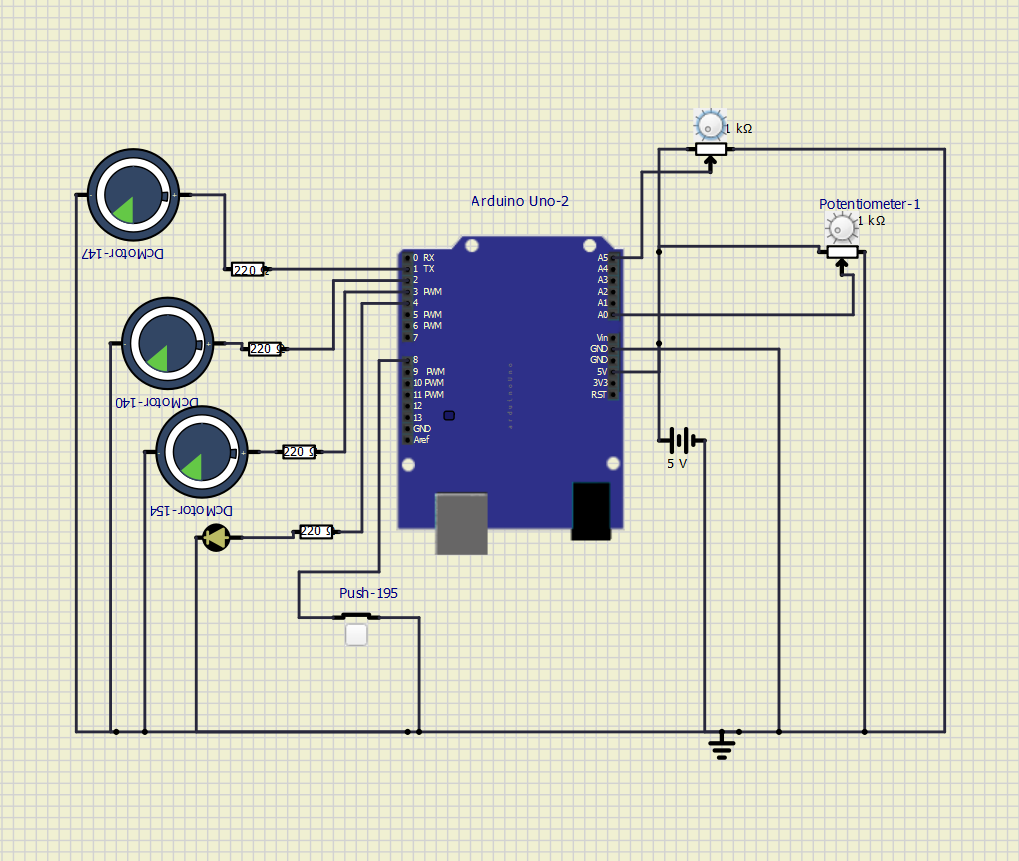 1 kΩ
Potentiometer-1
1 kΩ
Arduino Uno-2
DcMotor-147
220 Ω
DcMotor-140
220 Ω
DcMotor-154
220 Ω
220 Ω
0 RX
1 TX
2
3 PWM
4
5 PWM
6 PWM
7
8
9 PWM
10 PWM
11 PWM
12
13
GND
Aref
A5
A4
A3
A2
A1
A0
Vin
GND
GND
5V
3V3
RST
arduinouno
5 V
Push-195